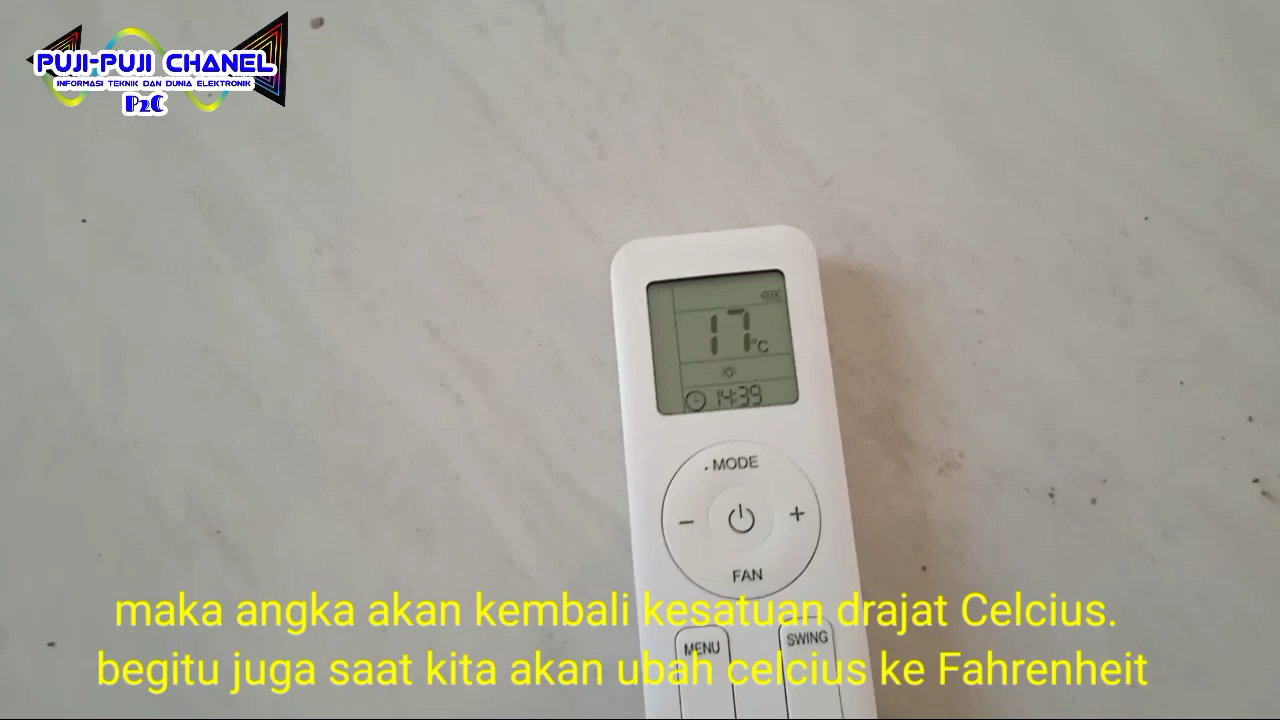 PUJI-PUJI CHANEL
INFORMASI TEKNIK DAN DUNIA ELEKTRONIK
P2C
17°C
14:39
MODE
− +
FAN
MENU SWING
maka angka akan kembali kesatuan drajat Celcius.
begitu juga saat kita akan ubah celcius ke Fahrenheit